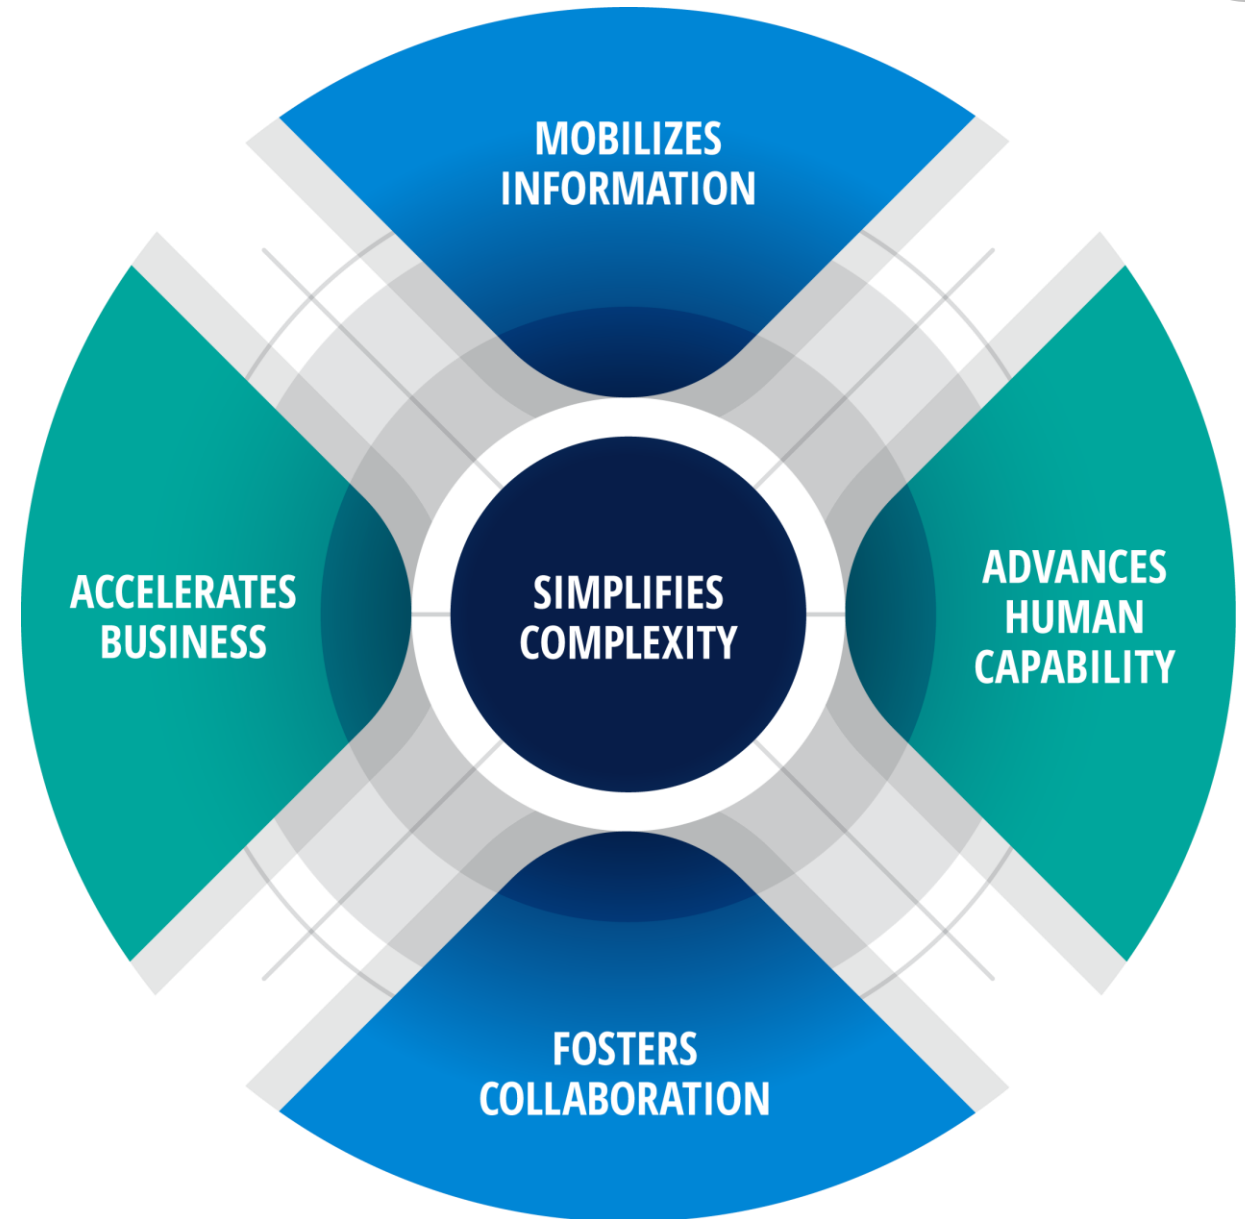 MOBILIZES
INFORMATION
ACCELERATES
BUSINESS
SIMPLIFIES
COMPLEXITY
ADVANCES
HUMAN
CAPABILITY
FOSTERS
COLLABORATION